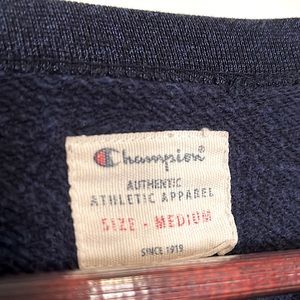 Champion®
AUTHENTIC
ATHLETIC APPAREL
SIZE - MEDIUM
SINCE 1919